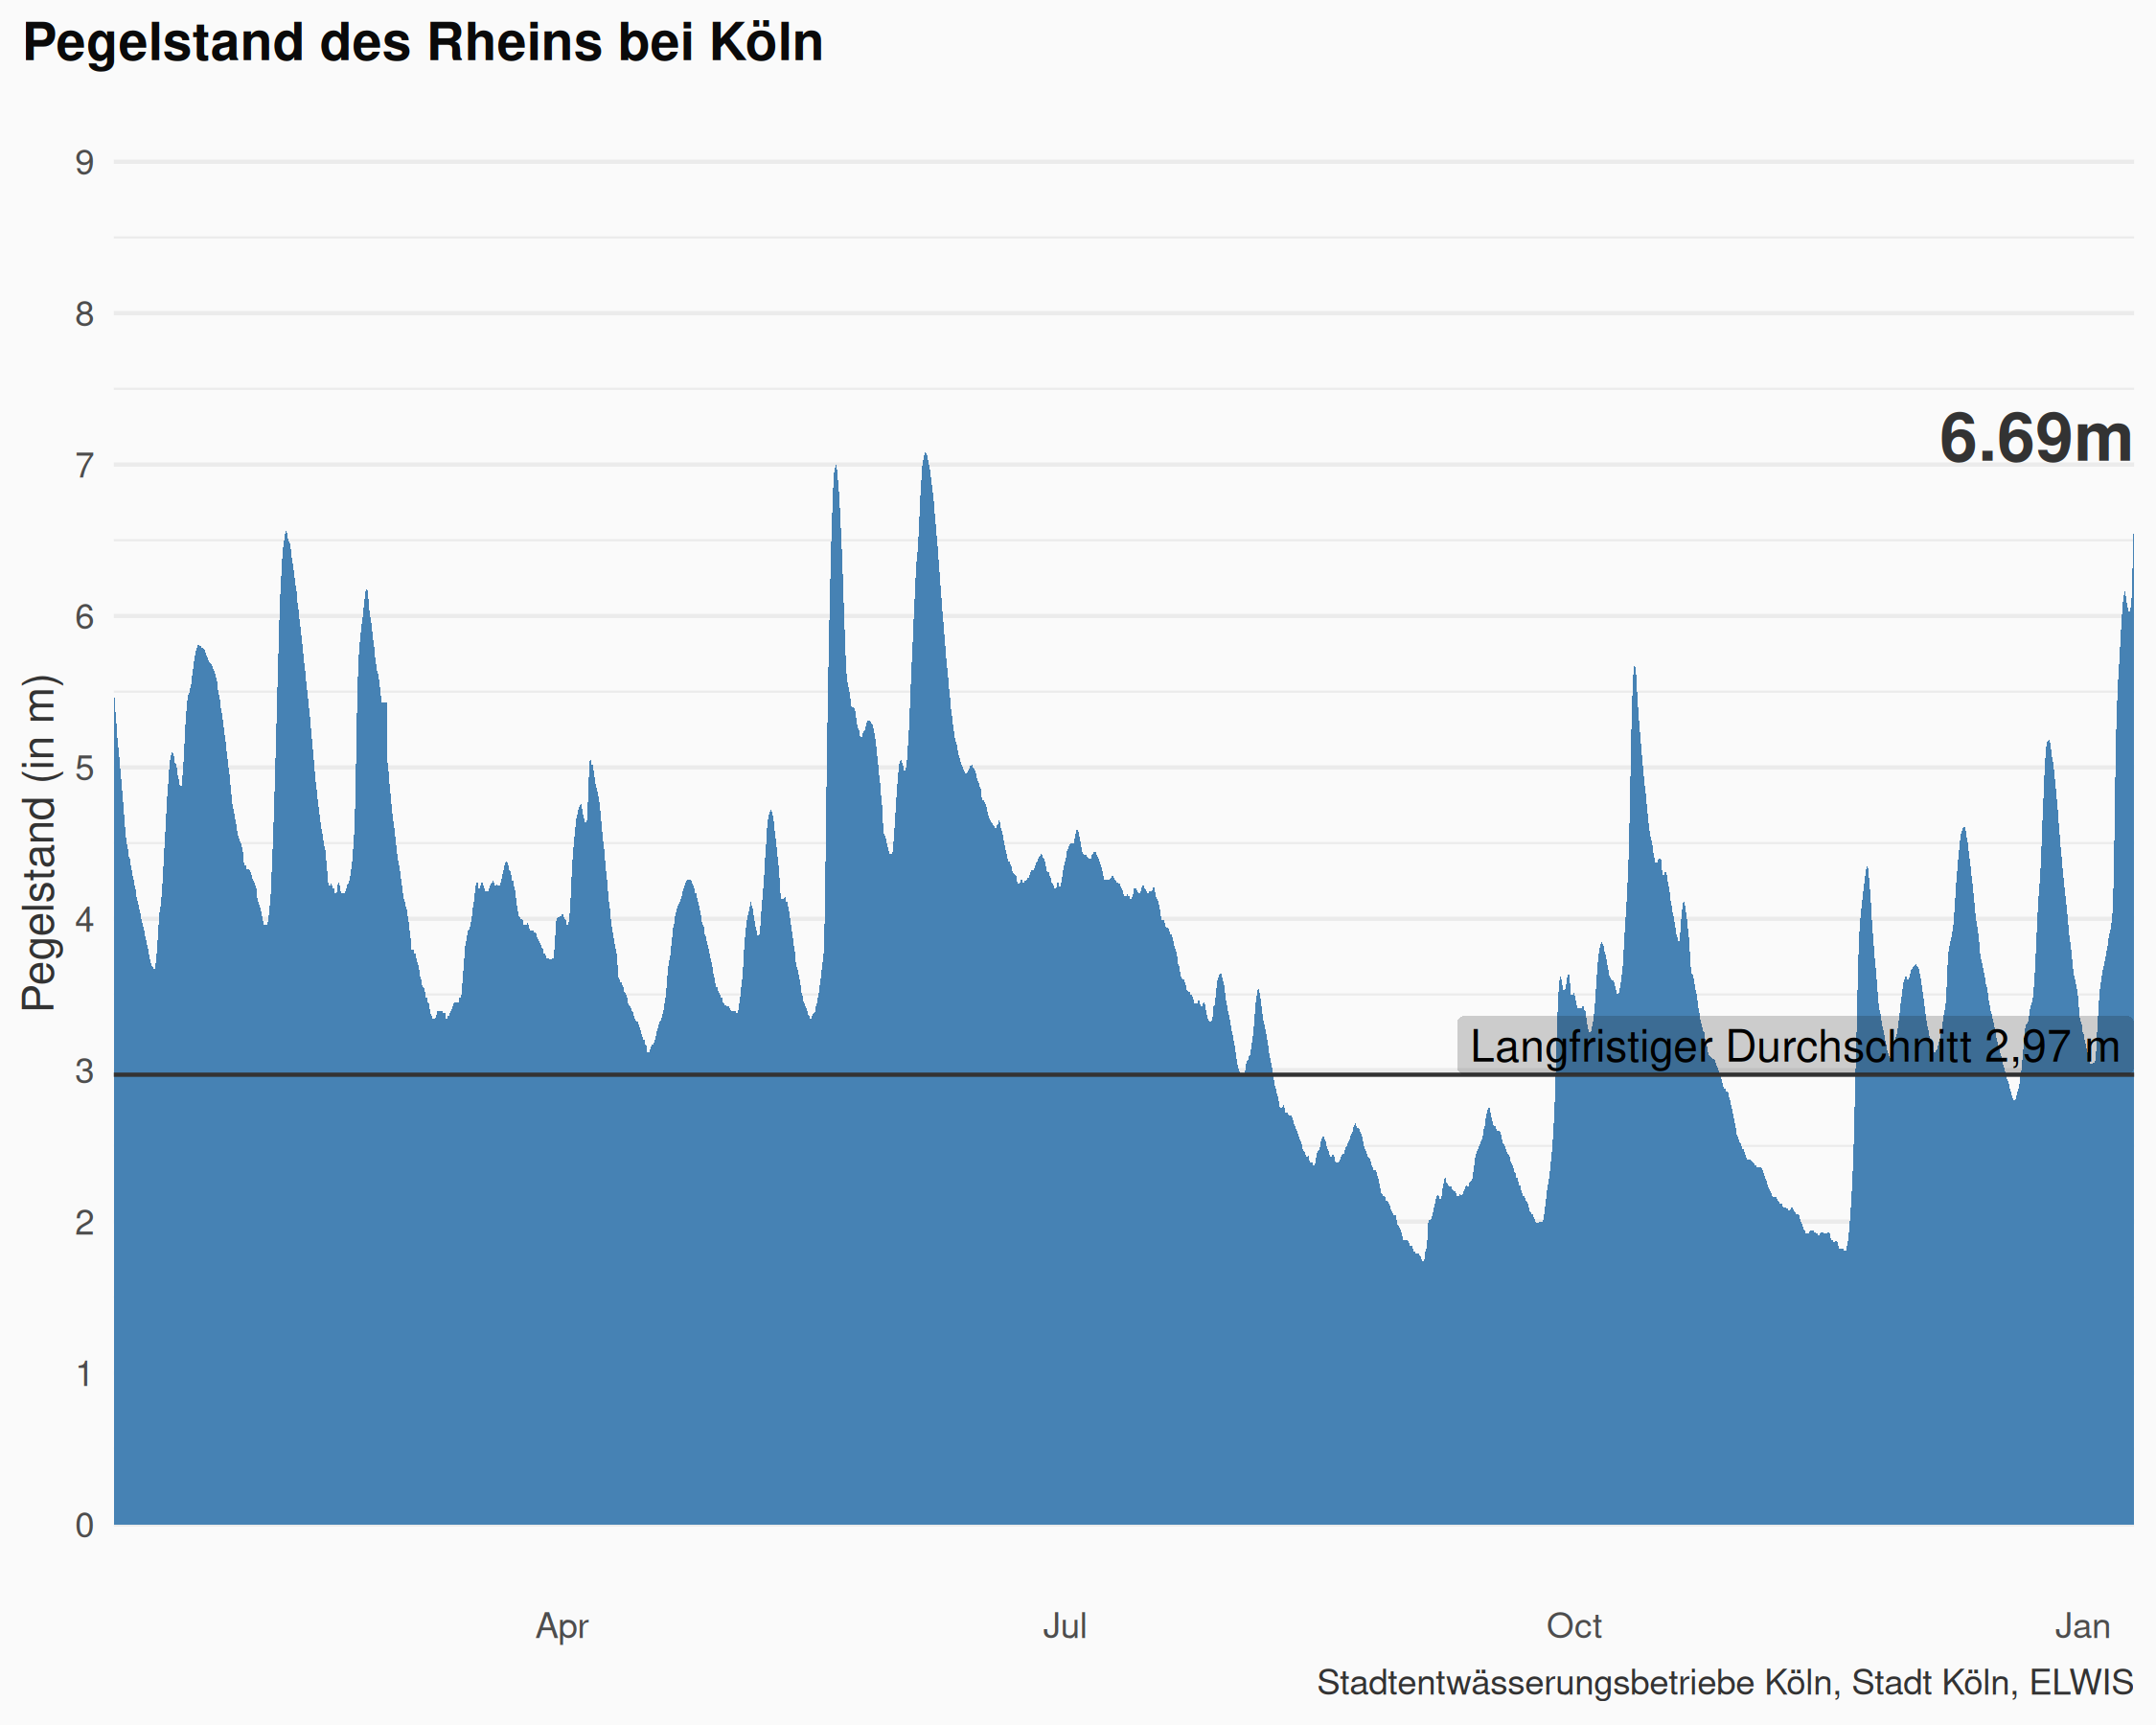 Pegelstand des Rheins bei Köln
9
8
7
6
5
4
3
2
1
0
Pegelstand (in m)
6.69m
Langfristiger Durchschnitt 2,97 m
Apr Jul Oct Jan
Stadtentwässerungsbetriebe Köln, Stadt Köln, ELWIS